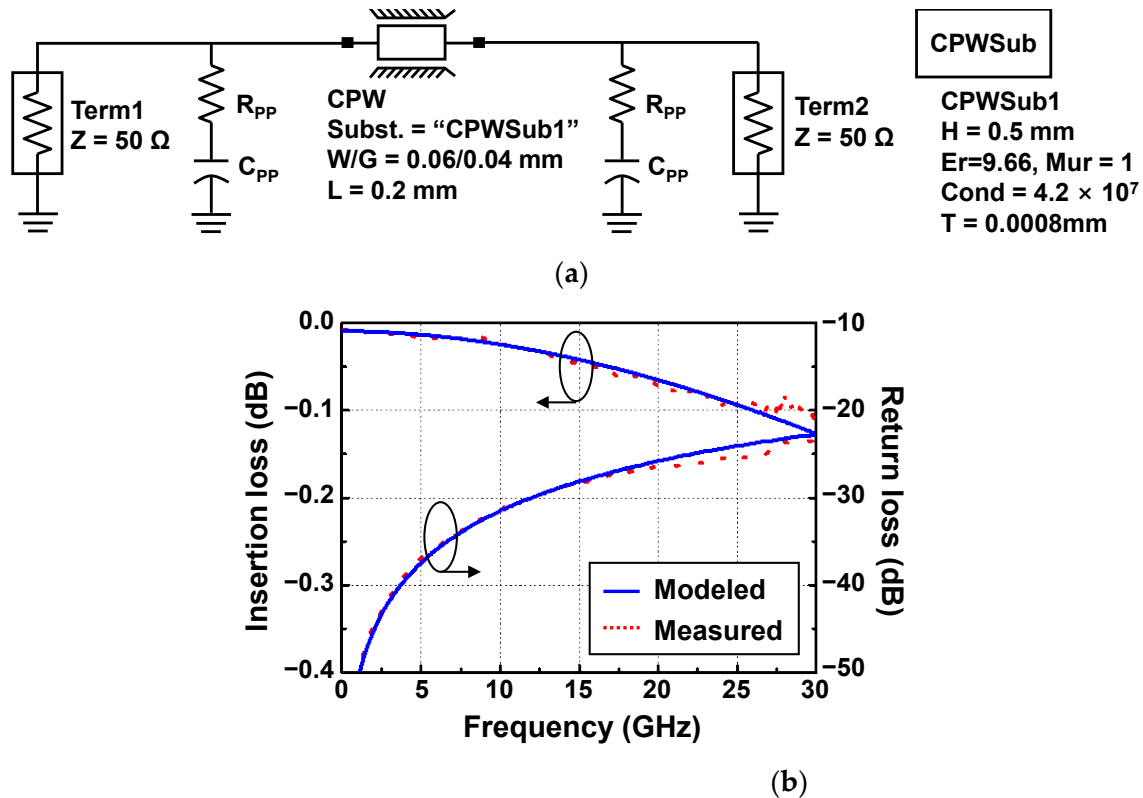 Term1
Z = 50 Ω
R_PP
C_PP
CPW
Subst. = “CPWSub1”
W/G = 0.06/0.04 mm
L = 0.2 mm
R_PP
C_PP
Term2
Z = 50 Ω
CPWSub
CPWSub1
H = 0.5 mm
Er=9.66, Mur = 1
Cond = 4.2 × 10⁷
T = 0.0008mm
(a)
Insertion loss (dB)
0.0
−0.1
−0.2
−0.3
−0.4
−10
−20
−30
−40
−50
Return loss (dB)
Modeled
Measured
0 5 10 15 20 25 30
Frequency (GHz)
(b)